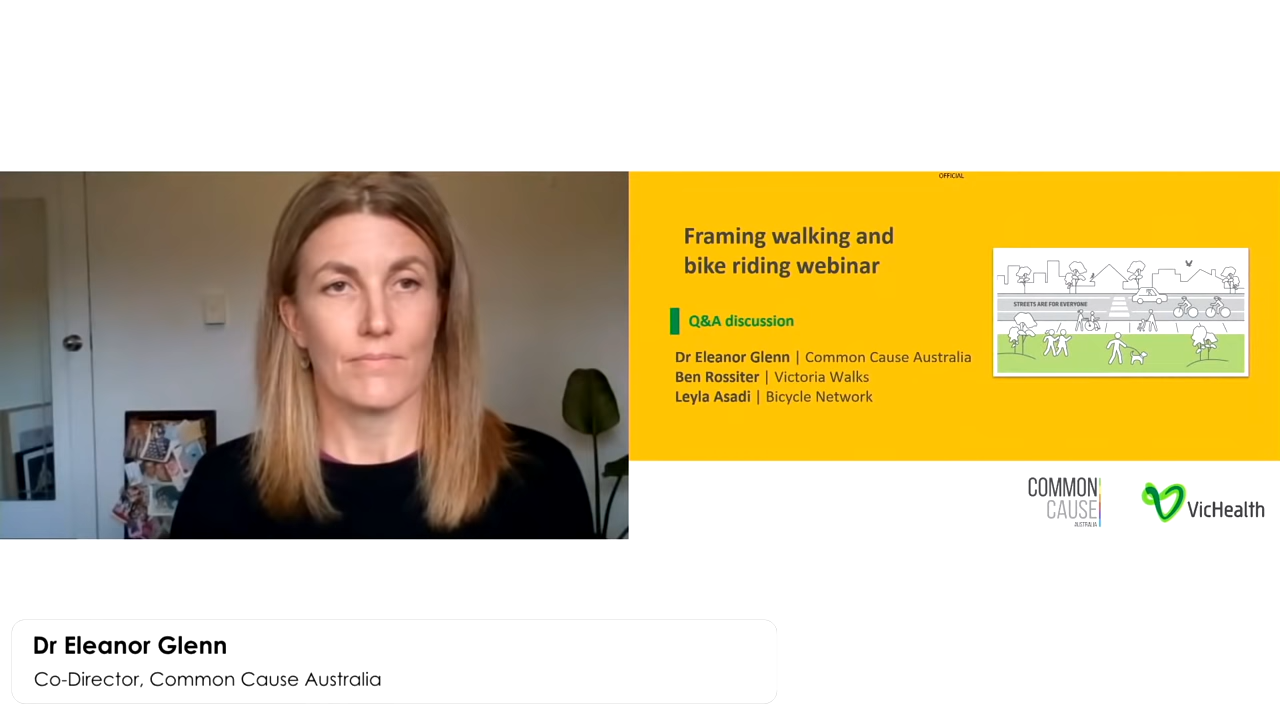 OFFICIAL
Framing walking and
bike riding webinar
Q&A discussion
Dr Eleanor Glenn | Common Cause Australia
Ben Rossiter | Victoria Walks
Leyla Asadi | Bicycle Network
STREETS ARE FOR EVERYONE
COMMON
CAUSE
AUSTRALIA
VicHealth
Dr Eleanor Glenn
Co-Director, Common Cause Australia